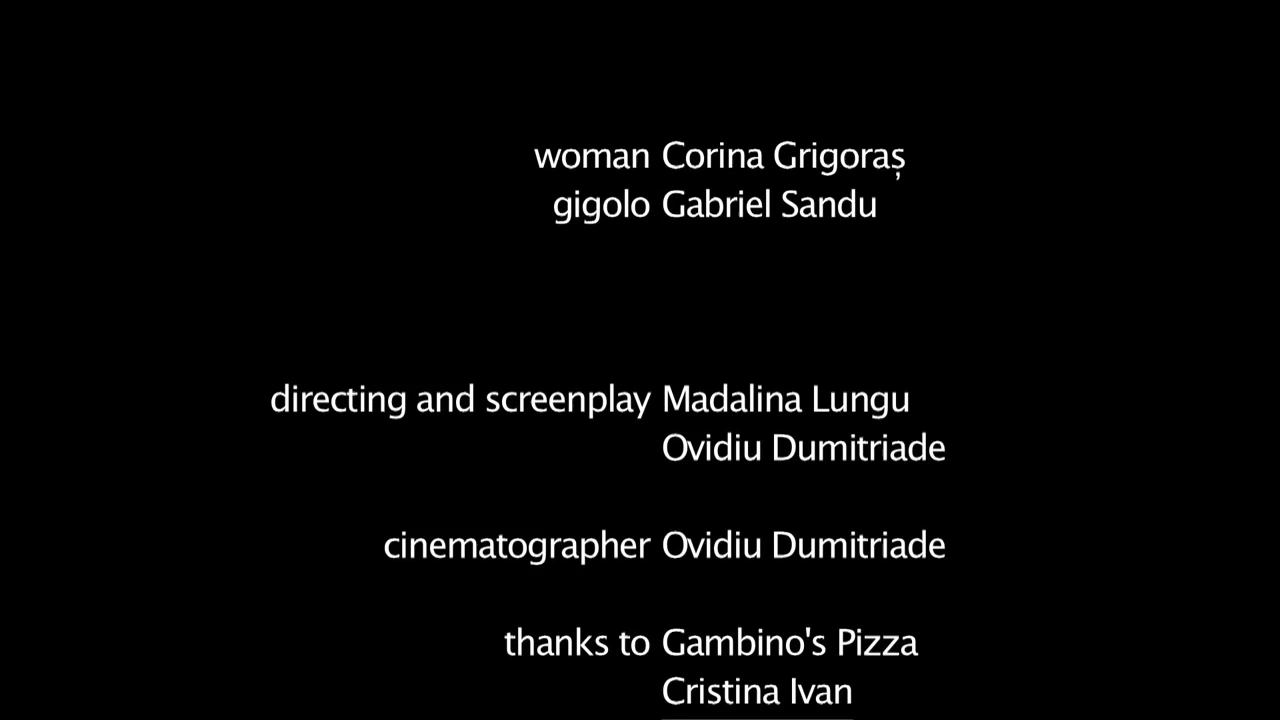 woman Corina Grigoraș
gigolo Gabriel Sandu
directing and screenplay Madalina Lungu
Ovidiu Dumitriade
cinematographer Ovidiu Dumitriade
thanks to Gambino's Pizza
Cristina Ivan